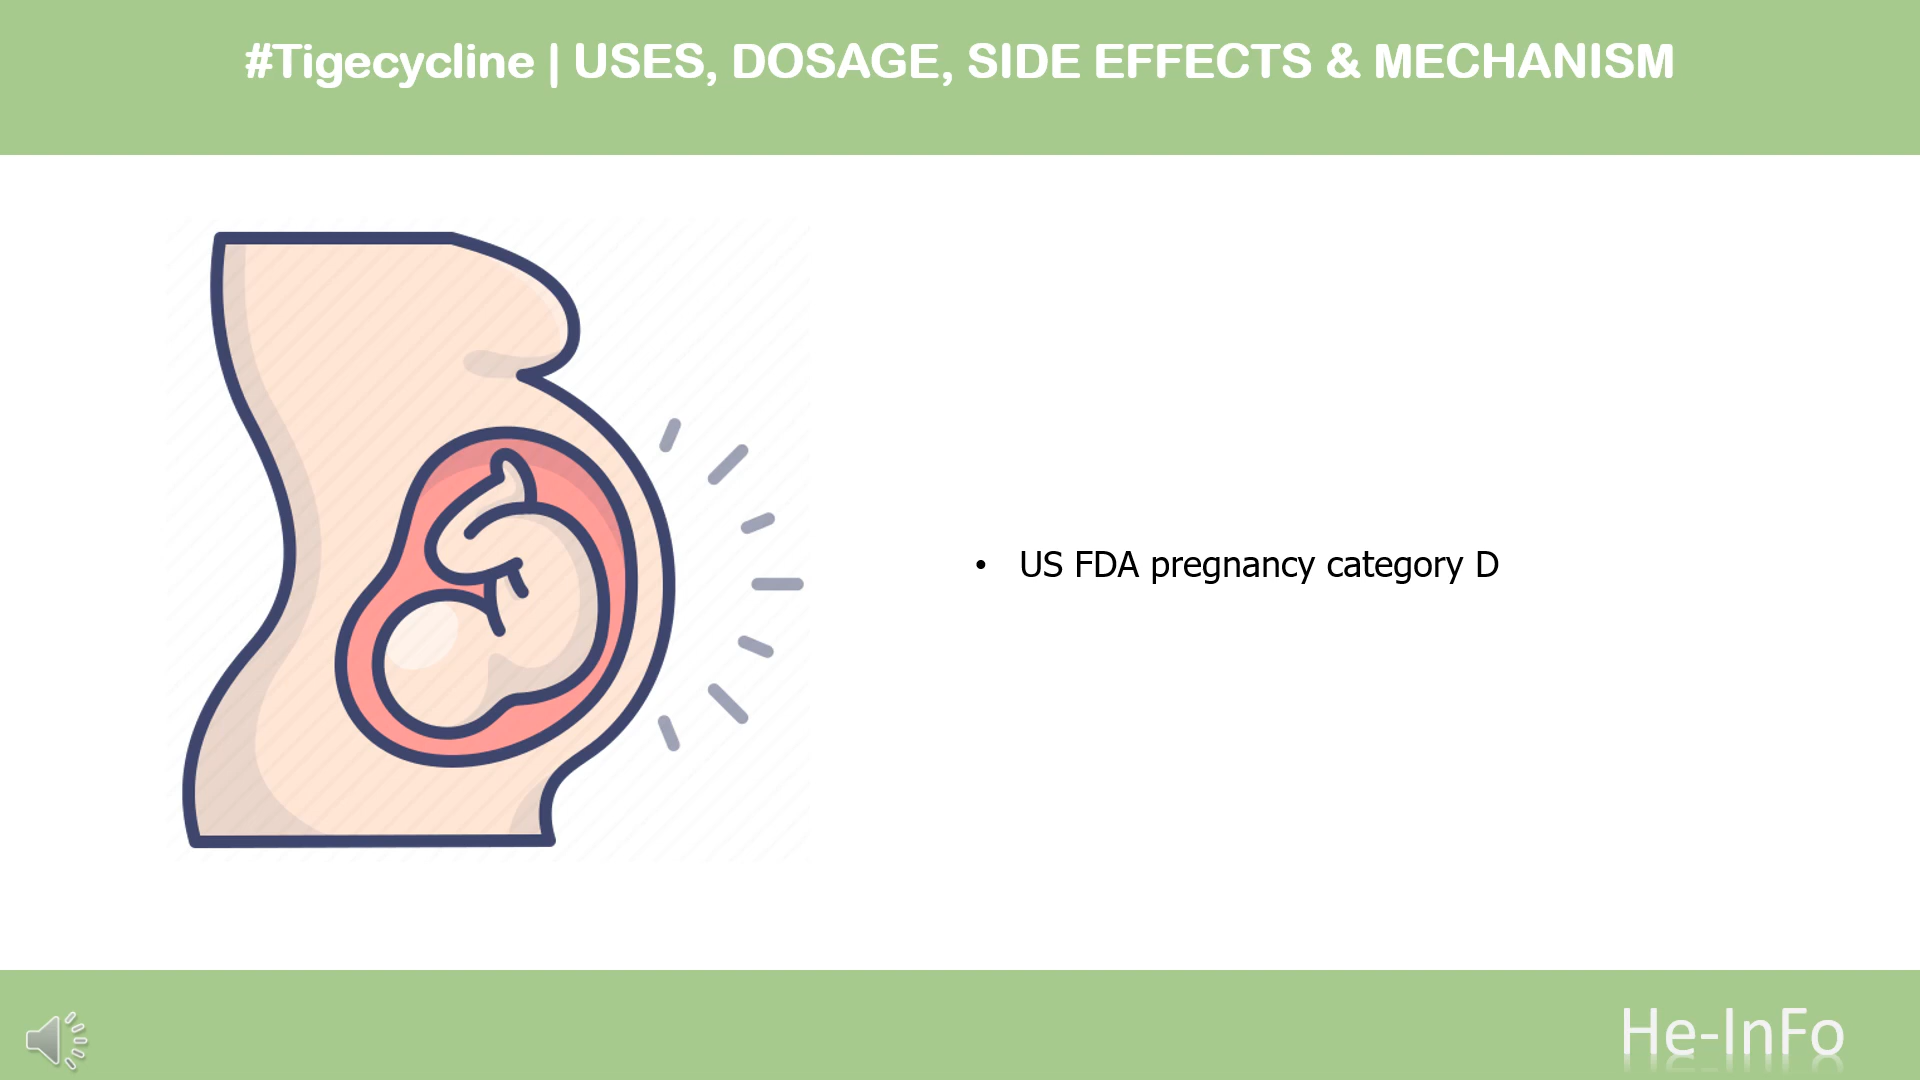 #Tigecycline | USES, DOSAGE, SIDE EFFECTS & MECHANISM
• US FDA pregnancy category D
He-InFo